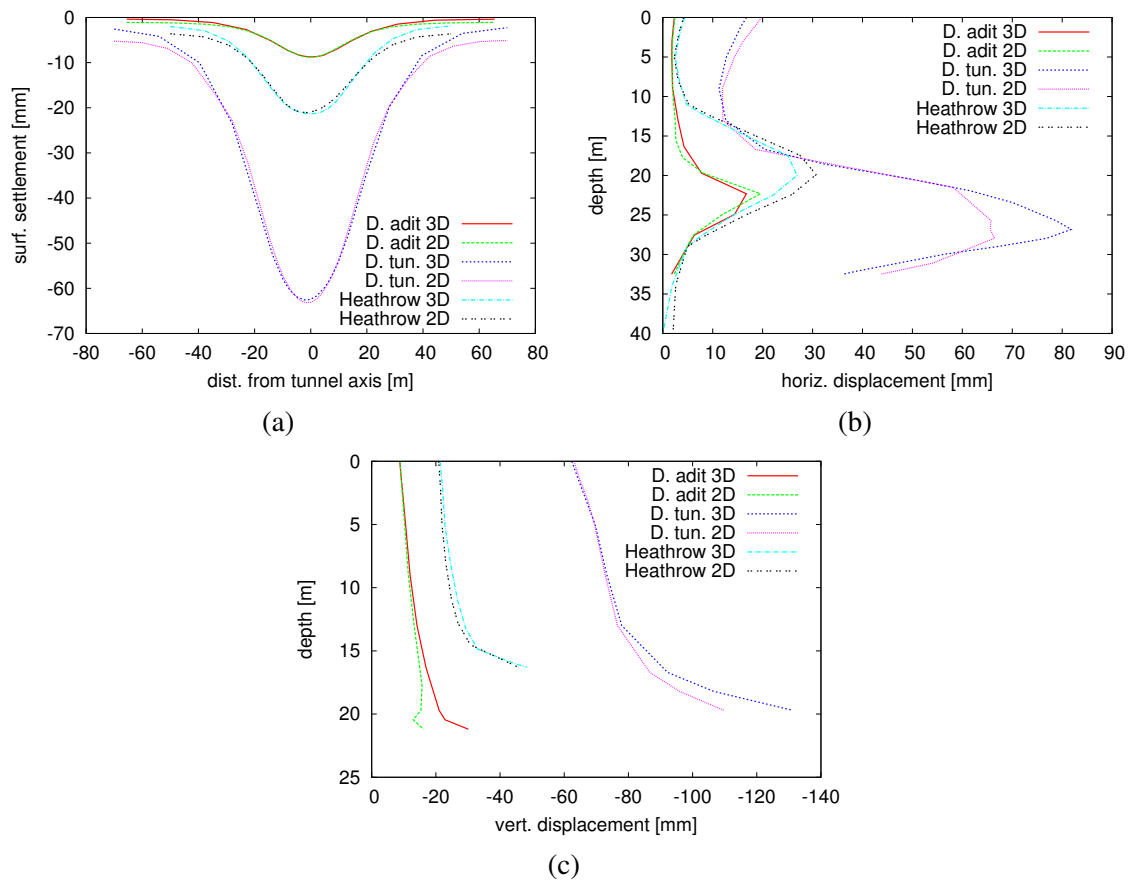 0
-10
-20
-30
-40
-50
-60
-70
surf. settlement [mm]
D. adit 3D
D. adit 2D
D. tun. 3D
D. tun. 2D
Heathrow 3D
Heathrow 2D
-80 -60 -40 -20 0 20 40 60 80
dist. from tunnel axis [m]
(a)
0
5
10
15
20
25
30
35
40
depth [m]
D. adit 3D
D. adit 2D
D. tun. 3D
D. tun. 2D
Heathrow 3D
Heathrow 2D
0 10 20 30 40 50 60 70 80 90
horiz. displacement [mm]
(b)
0
5
10
15
20
25
depth [m]
D. adit 3D
D. adit 2D
D. tun. 3D
D. tun. 2D
Heathrow 3D
Heathrow 2D
0 -20 -40 -60 -80 -100 -120 -140
vert. displacement [mm]
(c)